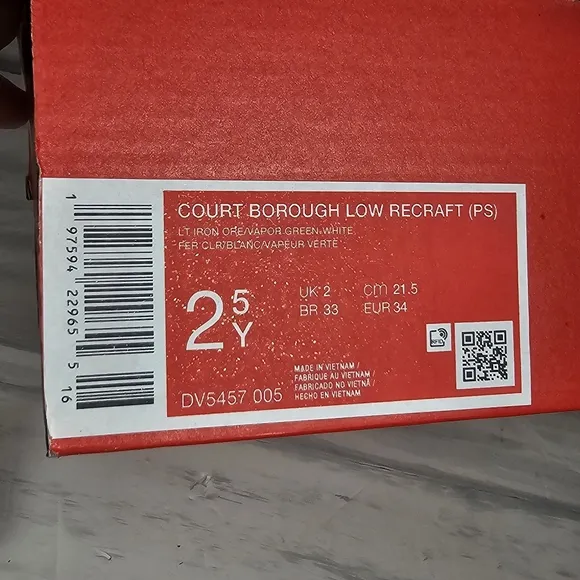 COURT BOROUGH LOW RECRAFT (PS)
LT IRON ORE/VAPOR GREEN-WHITE
FER CLR/BLANC/VAPEUR VERTE
2 5 Y
UK 2 cm 21.5
BR 33 EUR 34
MADE IN VIETNAM /
FABRIQUE AU VIETNAM /
FABRICADO NO VIETNÃ /
HECHO EN VIETNAM
DV5457 005
1 97594 22965 5 16